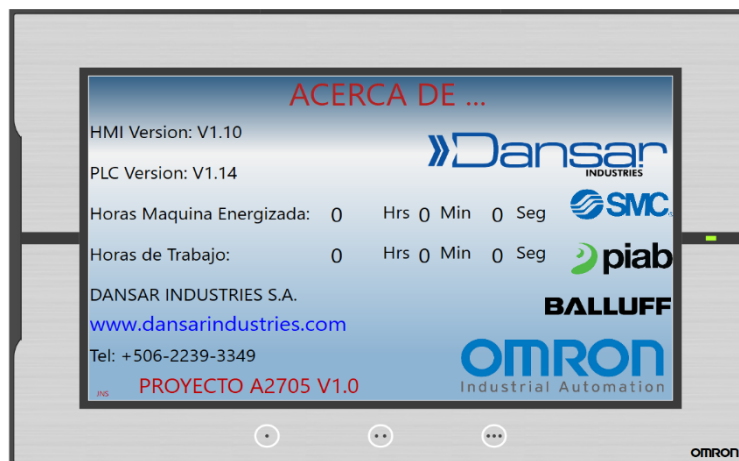 ACERCA DE ...
HMI Version: V1.10
Dansar
INDUSTRIES
PLC Version: V1.14
SMC
Horas Maquina Energizada: 0 Hrs 0 Min 0 Seg
Horas de Trabajo: 0 Hrs 0 Min 0 Seg
piab
DANSAR INDUSTRIES S.A.
BALLUFF
www.dansarindustries.com
Tel: +506-2239-3349
OMRON
Industrial Automation
JNS
PROYECTO A2705 V1.0
OMRON